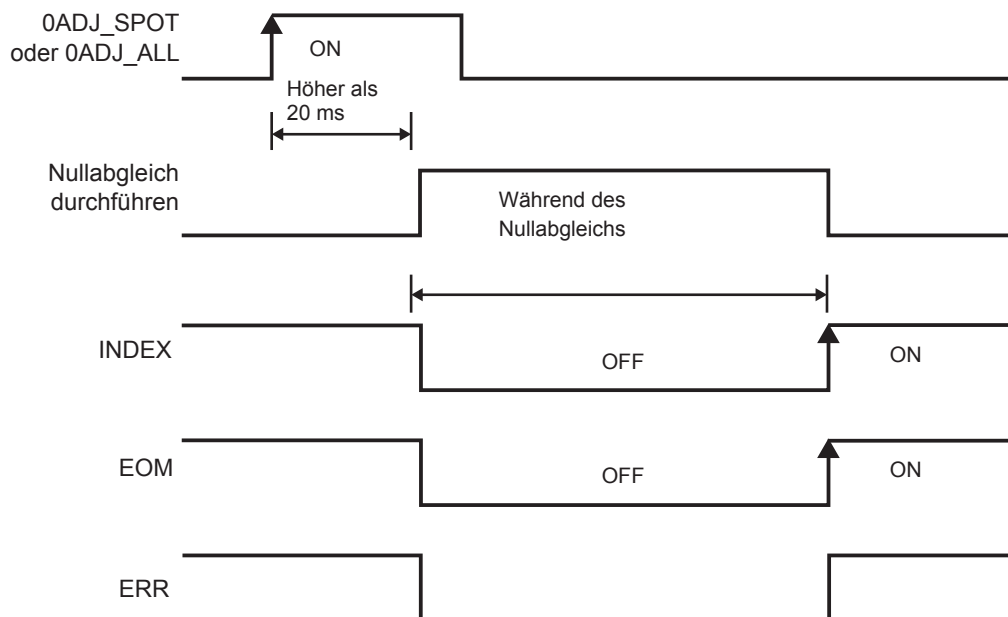 0ADJ_SPOT
oder 0ADJ_ALL
ON
Höher als
20 ms
Nullabgleich
durchführen
Während des
Nullabgleichs
INDEX
OFF
ON
EOM
OFF
ON
ERR